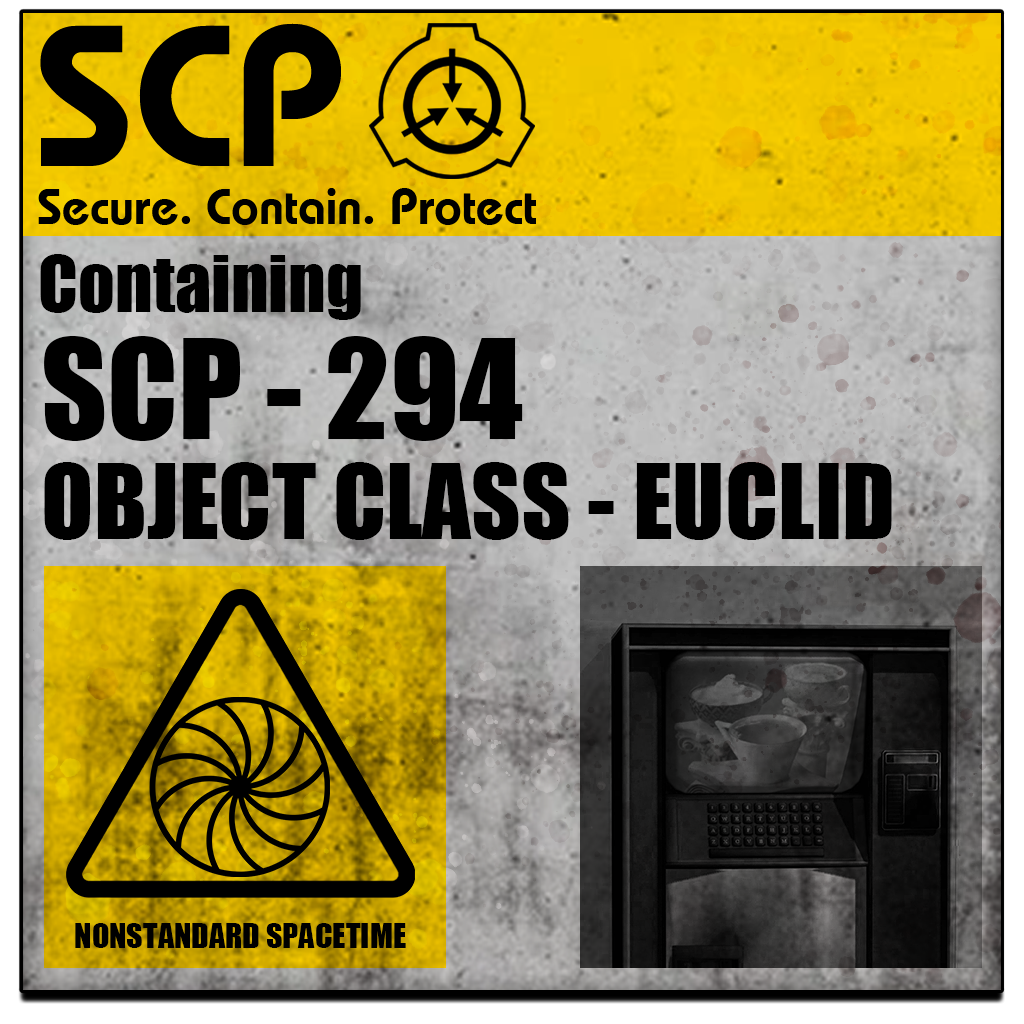 SCP
Secure. Contain. Protect
Containing
SCP - 294
OBJECT CLASS - EUCLID
NONSTANDARD SPACETIME